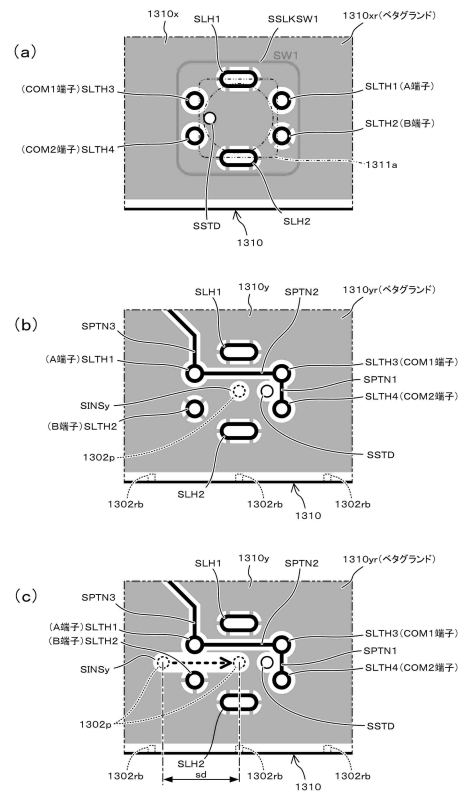 (a)
1310x
SLH1
SSLKSW1
1310xr(ベタグランド)
SW1
(COM1端子)SLTH3
SLTH1(A端子)
(COM2端子)SLTH4
SLTH2(B端子)
1311a
SSTD
1310
SLH2
(b)
SLH1
1310y
SPTN2
1310yr(ベタグランド)
SPTN3
(A端子)SLTH1
SLTH3(COM1端子)
SPTN1
SINSy
SLTH4(COM2端子)
(B端子)SLTH2
1302p
SSTD
SLH2
1302rb
1302rb
1302rb
1310
(c)
SLH1
1310y
SPTN2
1310yr(ベタグランド)
SPTN3
(A端子)SLTH1
SLTH3(COM1端子)
(B端子)SLTH2
SPTN1
SINSy
SLTH4(COM2端子)
1302p
SSTD
SLH2
1302rb
sd
1302rb
1302rb
1310